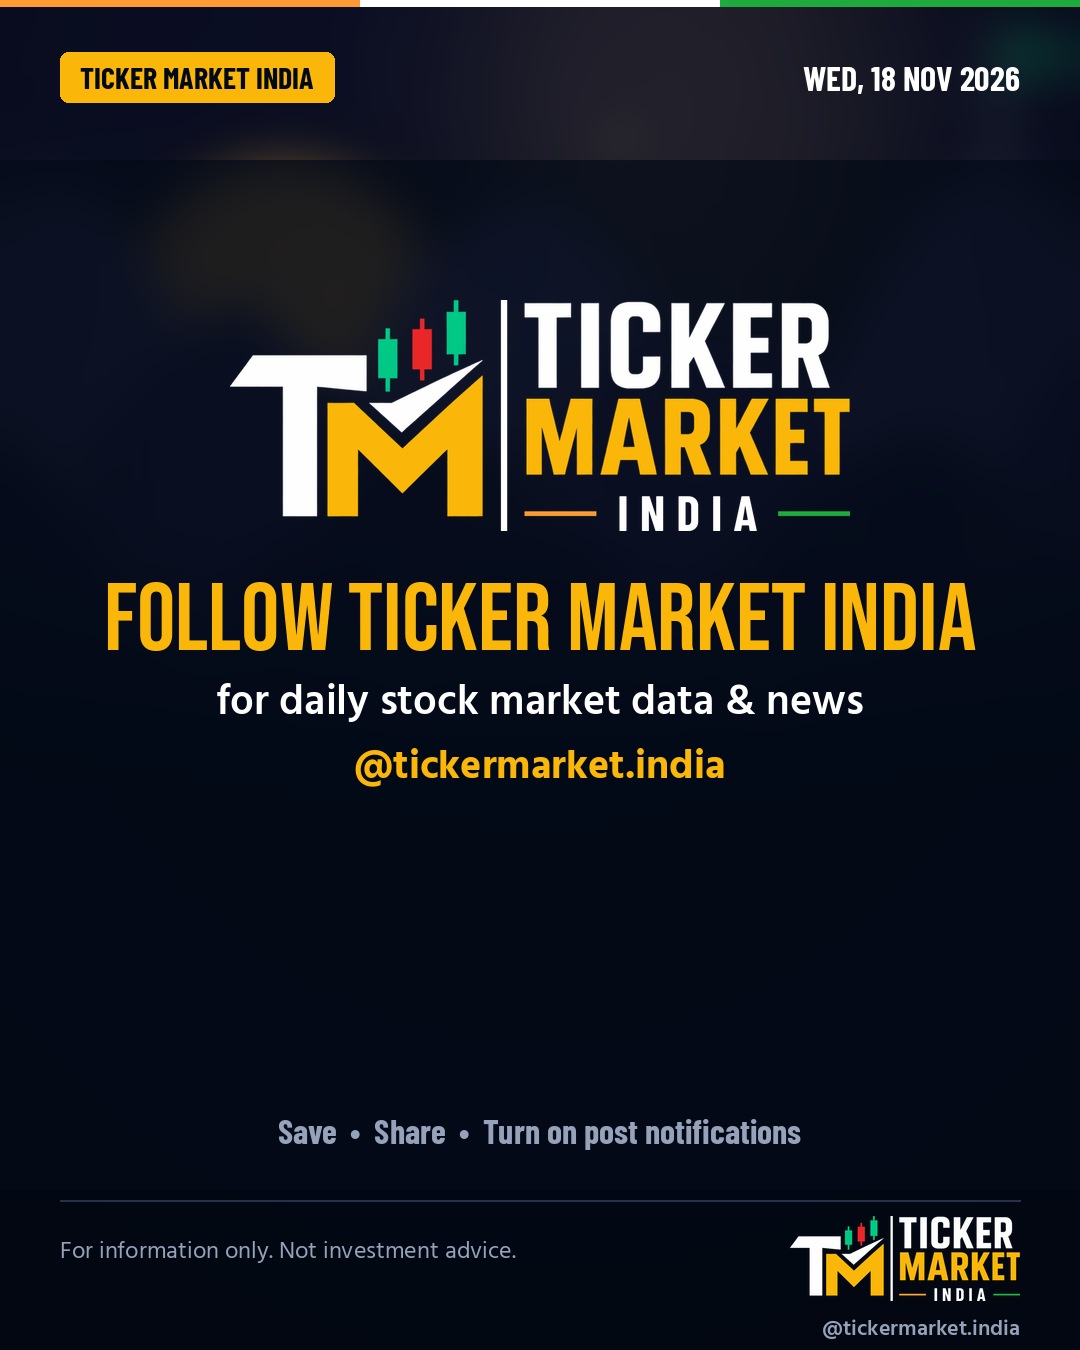 TICKER MARKET INDIA
WED, 18 NOV 2026
TM
TICKER
MARKET
INDIA
FOLLOW TICKER MARKET INDIA
for daily stock market data & news
@tickermarket.india
Save • Share • Turn on post notifications
For information only. Not investment advice.
TM
TICKER
MARKET
INDIA
@tickermarket.india